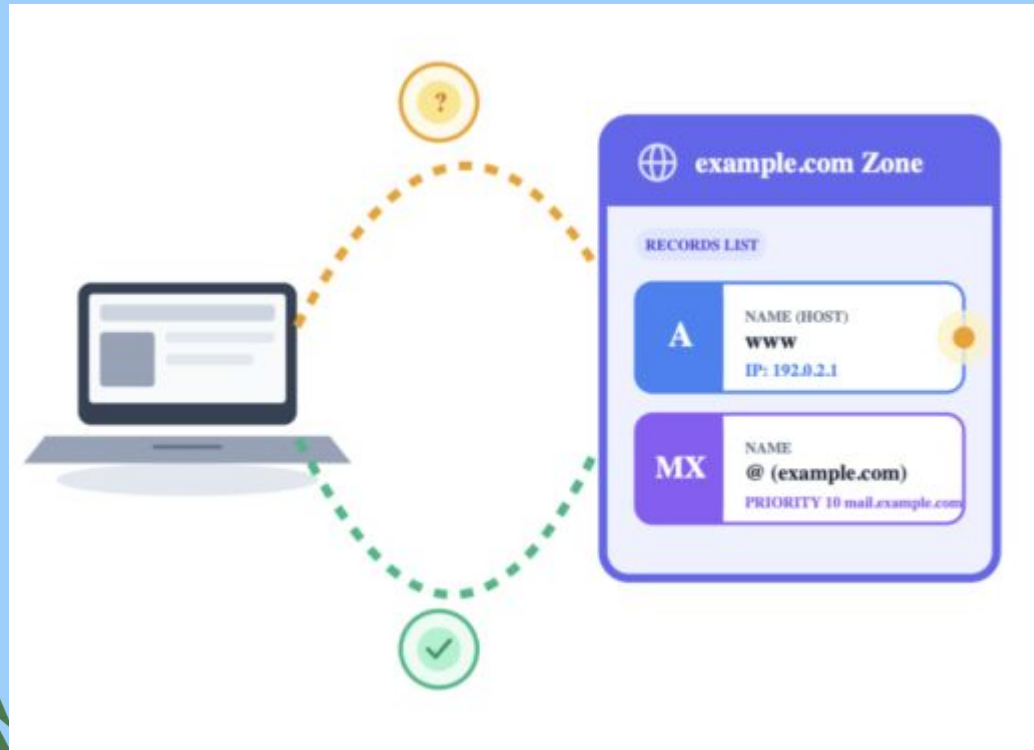 ?
example.com Zone
RECORDS LIST
A
NAME (HOST)
www
IP: 192.0.2.1
MX
NAME
@ (example.com)
PRIORITY 10 mail.example.com